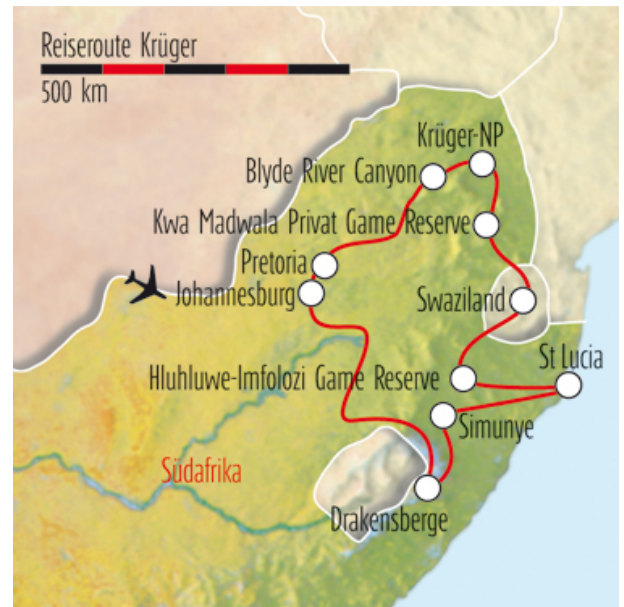 Reiseroute Krüger
500 km
Krüger-NP
Blyde River Canyon
Kwa Madwala Privat Game Reserve
Pretoria
Johannesburg
Swaziland
St Lucia
Hluhluwe-Imfolozi Game Reserve
Simunye
Südafrika
Drakensberge